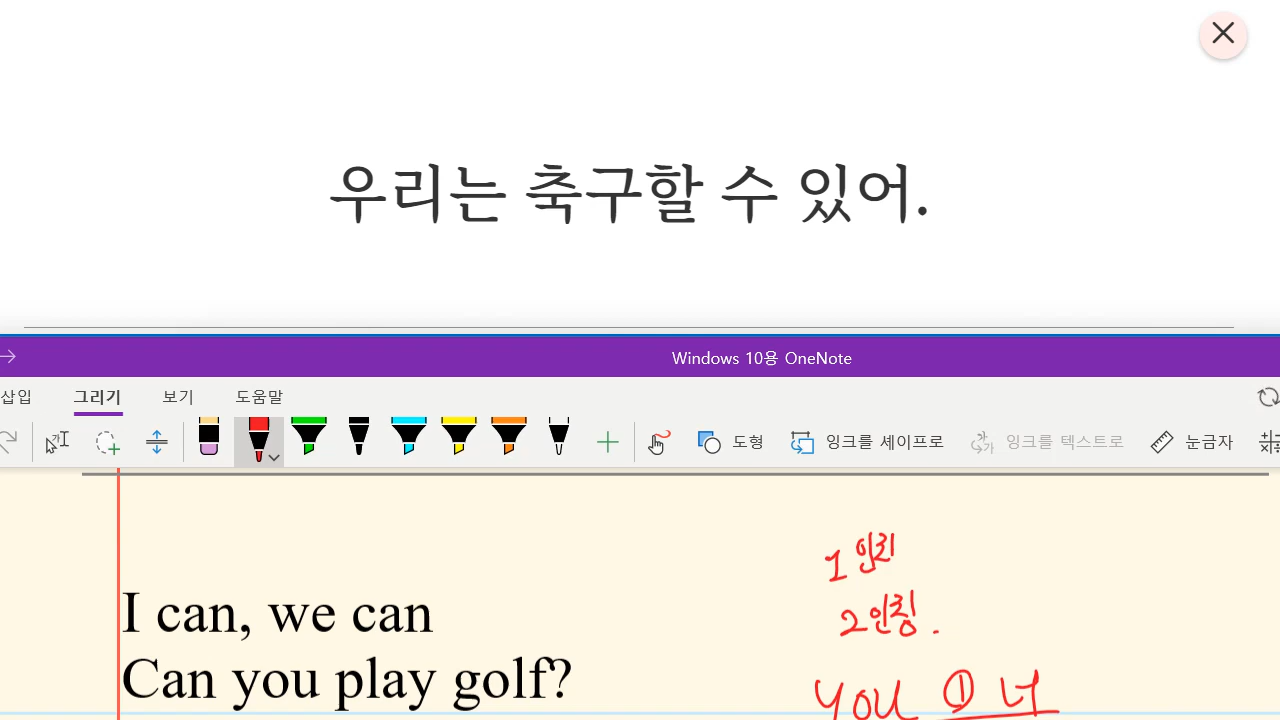 우리는 축구할 수 있어.
Windows 10용 OneNote
삽입 그리기 보기 도움말
도형 잉크를 셰이프로 잉크를 텍스트로 눈금자
I can, we can
Can you play golf?
1인칭
2인칭.
you ① 너